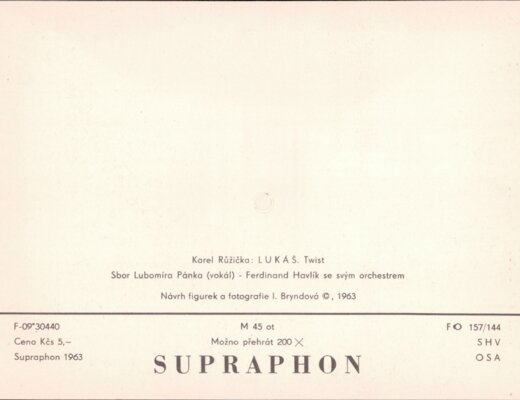 Karel Růžička: LUKÁŠ. Twist
Sbor Lubomíra Pánka (vokál) - Ferdinand Havlík se svým orchestrem
Návrh figurek a fotografie I. Bryndová ©, 1963
F-09*30440 M 45 ot FO 157/144
Cena Kčs 5,– Možno přehrát 200 × SHV
Supraphon 1963 SUPRAPHON OSA